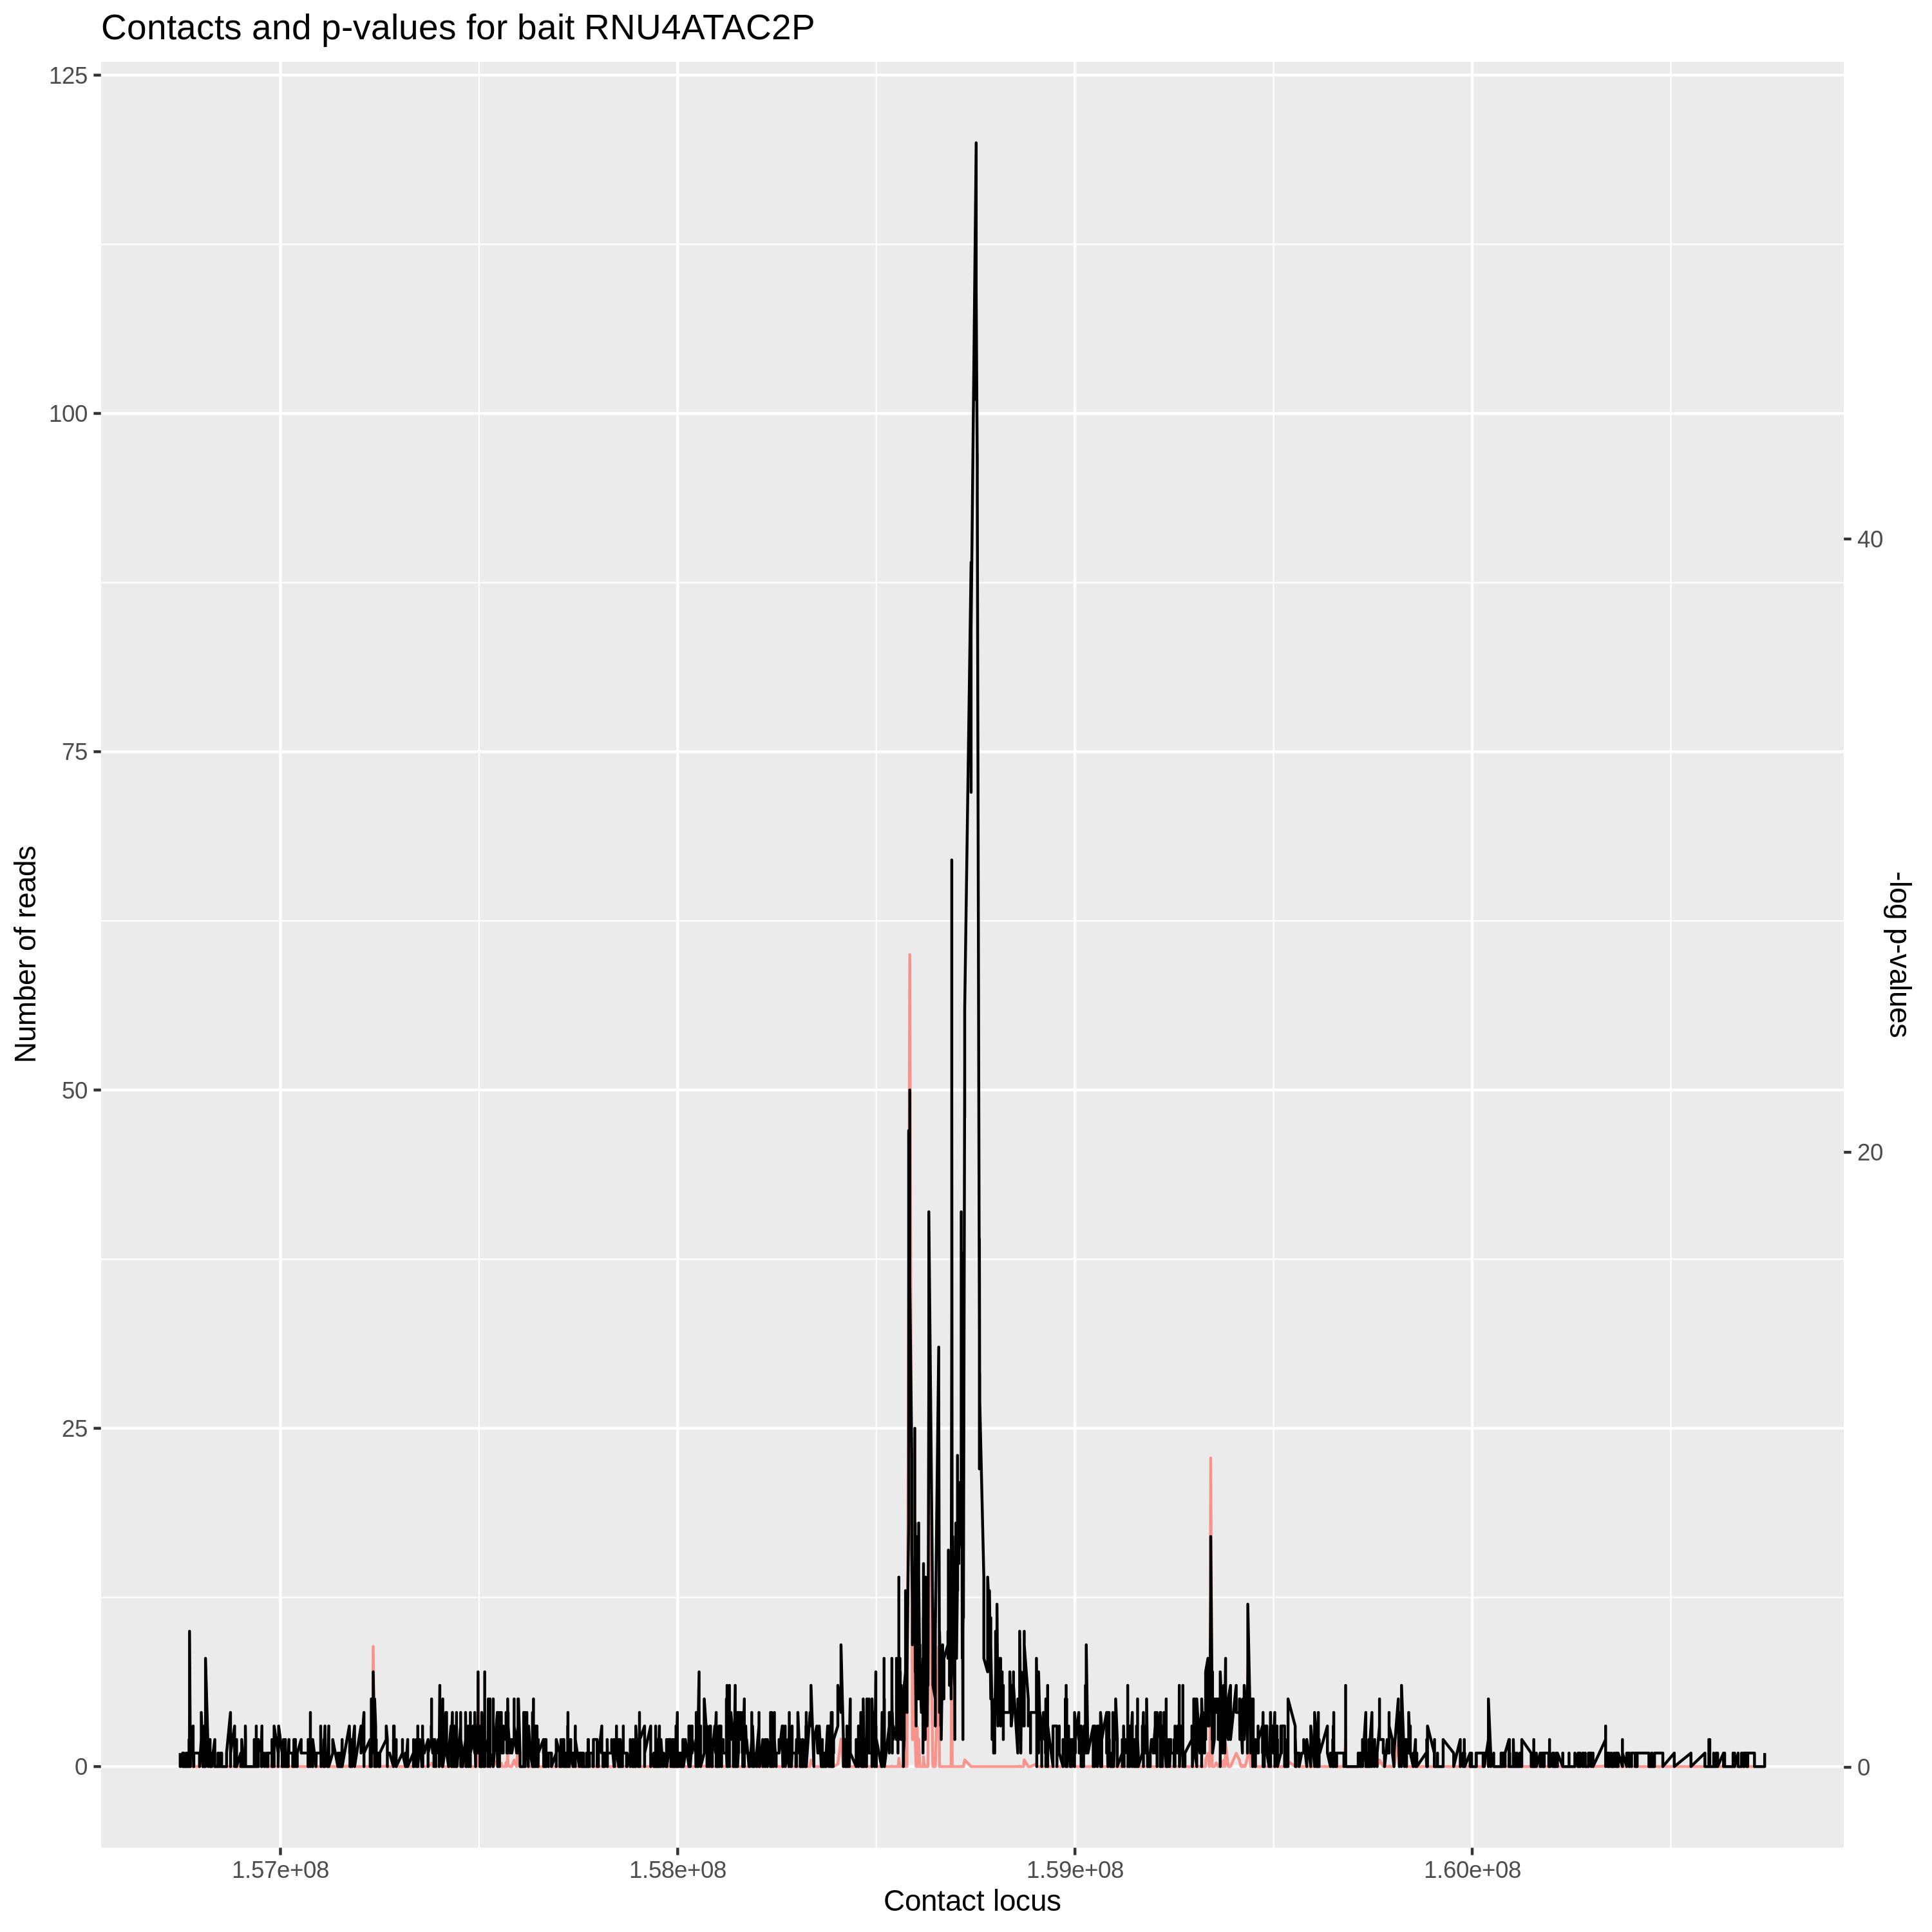 Contacts and p-values for bait RNU4ATAC2P
125
100
75
50
25
0
Number of reads
40
20
0
-log p-values
1.57e+08
1.58e+08
1.59e+08
1.60e+08
Contact locus